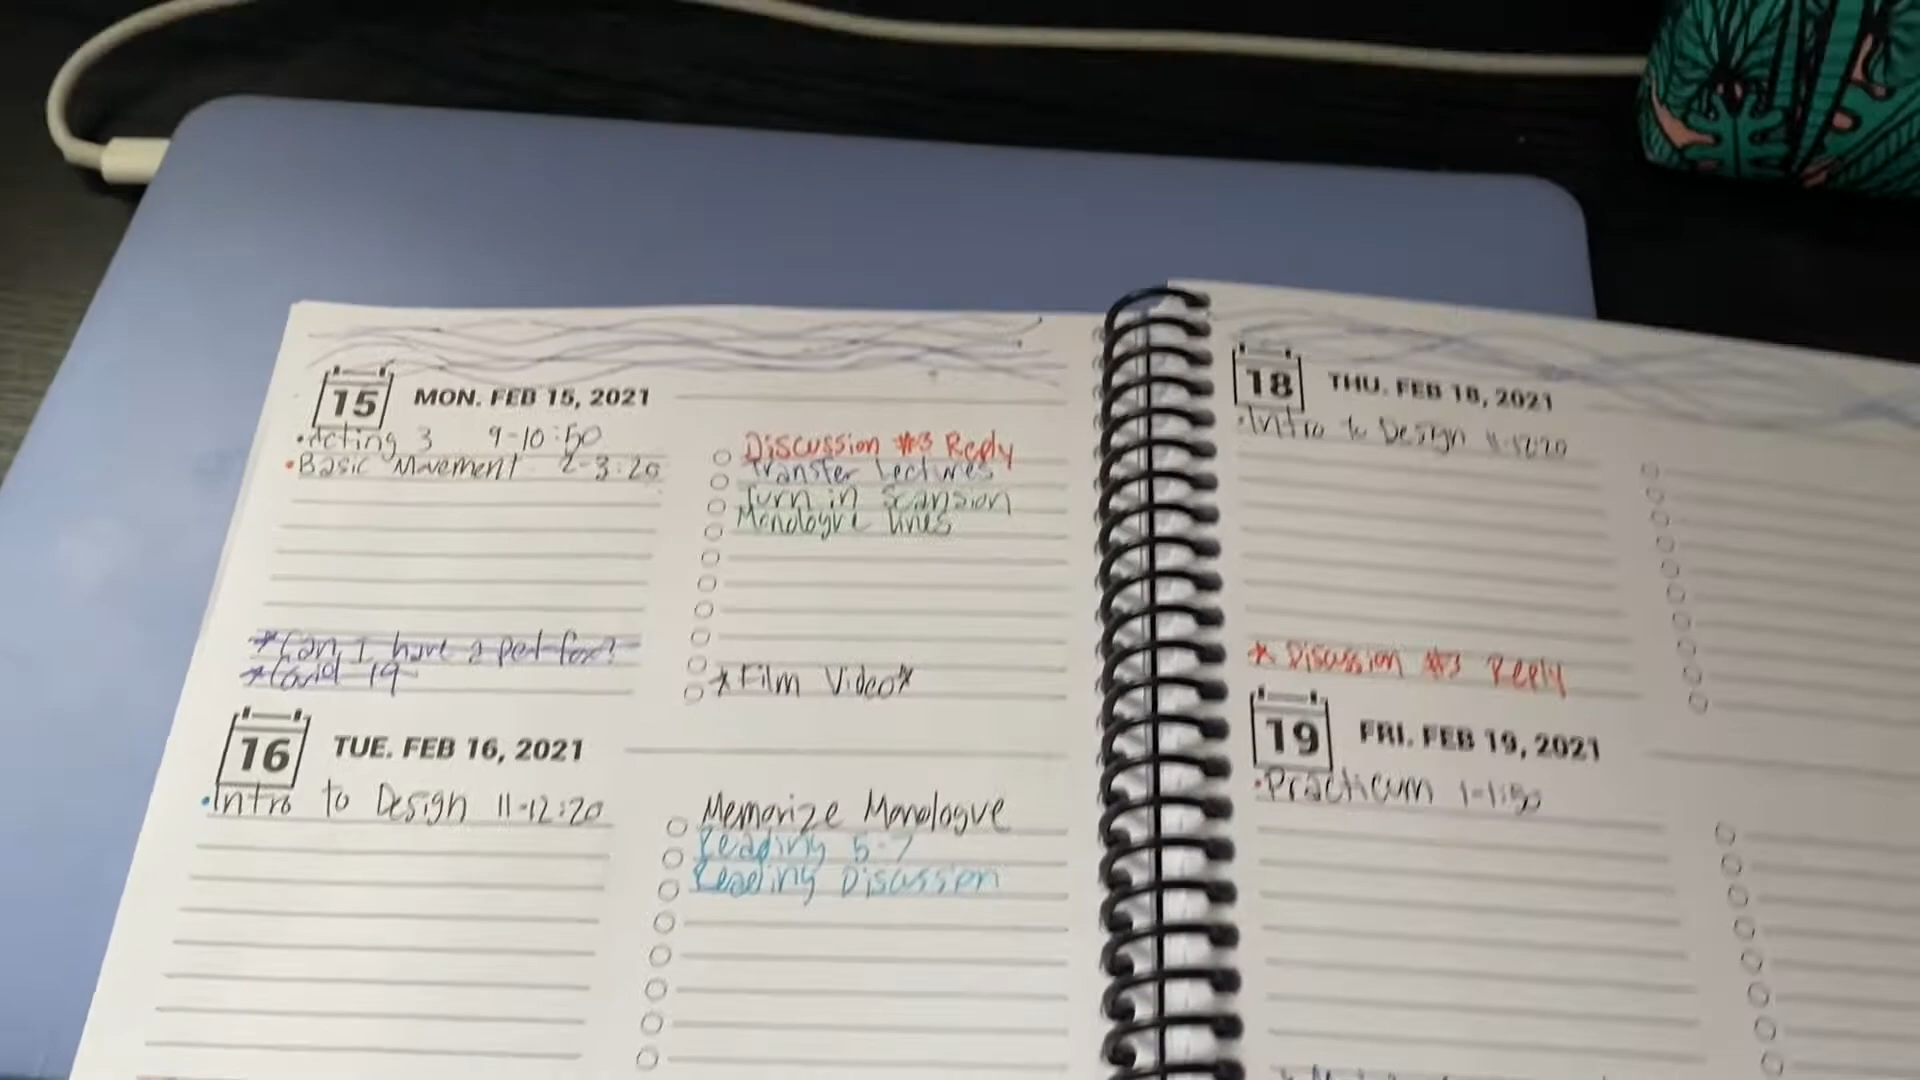 15 MON. FEB 15, 2021
•Acting 3 9-10:50
•Basic Movement 2-3:20
Discussion #3 Reply
Transfer Lectures
Turn in Scansion
Monologue lines
*Can I have a pet fox?
*Covid 19
*Film Video*
16 TUE. FEB 16, 2021
•Intro to Design 11-12:20
Memorize Monologue
Reading 5-7
Reading Discussion
18 THU. FEB 18, 2021
•Intro to Design 11-12:20
* Discussion #3 Reply
19 FRI. FEB 19, 2021
•Practicum 1-1:50